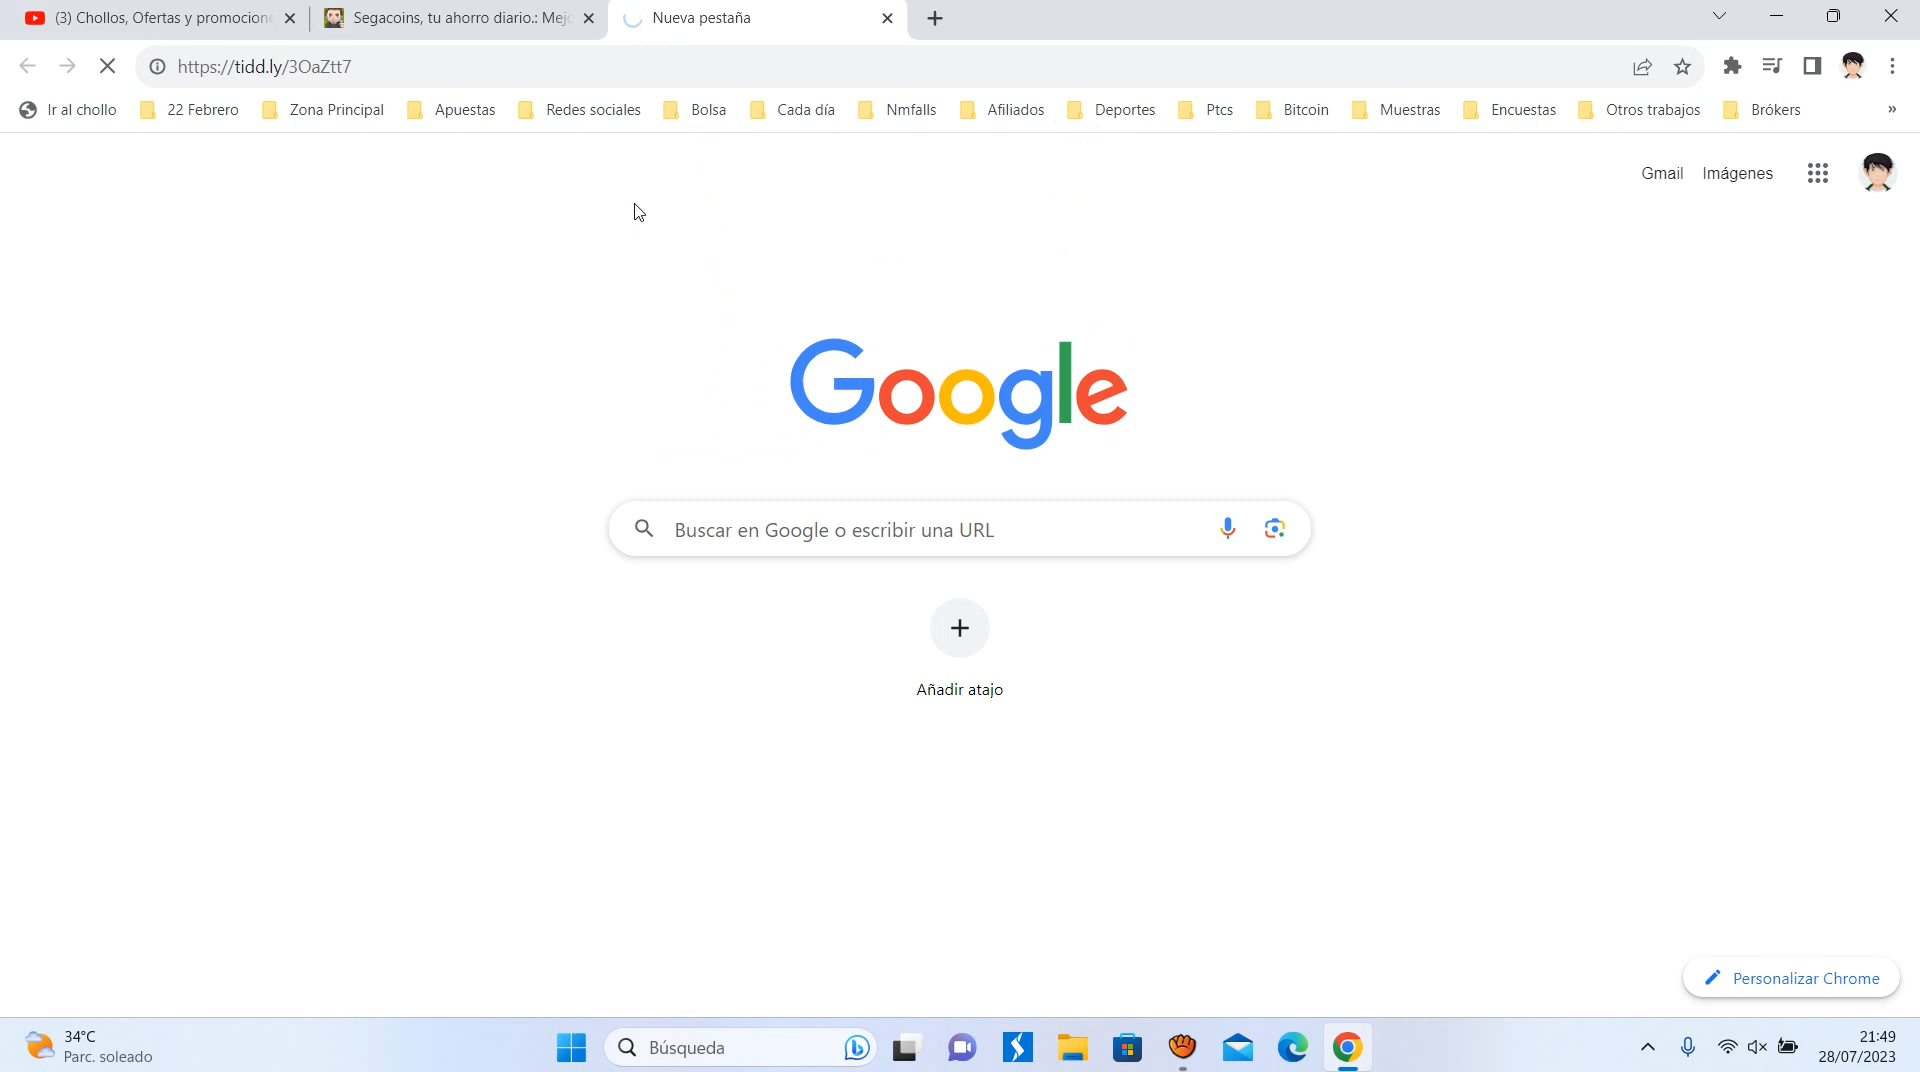 (3) Chollos, Ofertas y promocione
Segacoins, tu ahorro diario.: Mejo
Nueva pestaña
https://tidd.ly/3OaZtt7
Ir al chollo
22 Febrero
Zona Principal
Apuestas
Redes sociales
Bolsa
Cada día
Nmfalls
Afiliados
Deportes
Ptcs
Bitcoin
Muestras
Encuestas
Otros trabajos
Brókers
»
Gmail
Imágenes
Google
Buscar en Google o escribir una URL
Añadir atajo
Personalizar Chrome
34°C
Parc. soleado
Búsqueda
21:49
28/07/2023